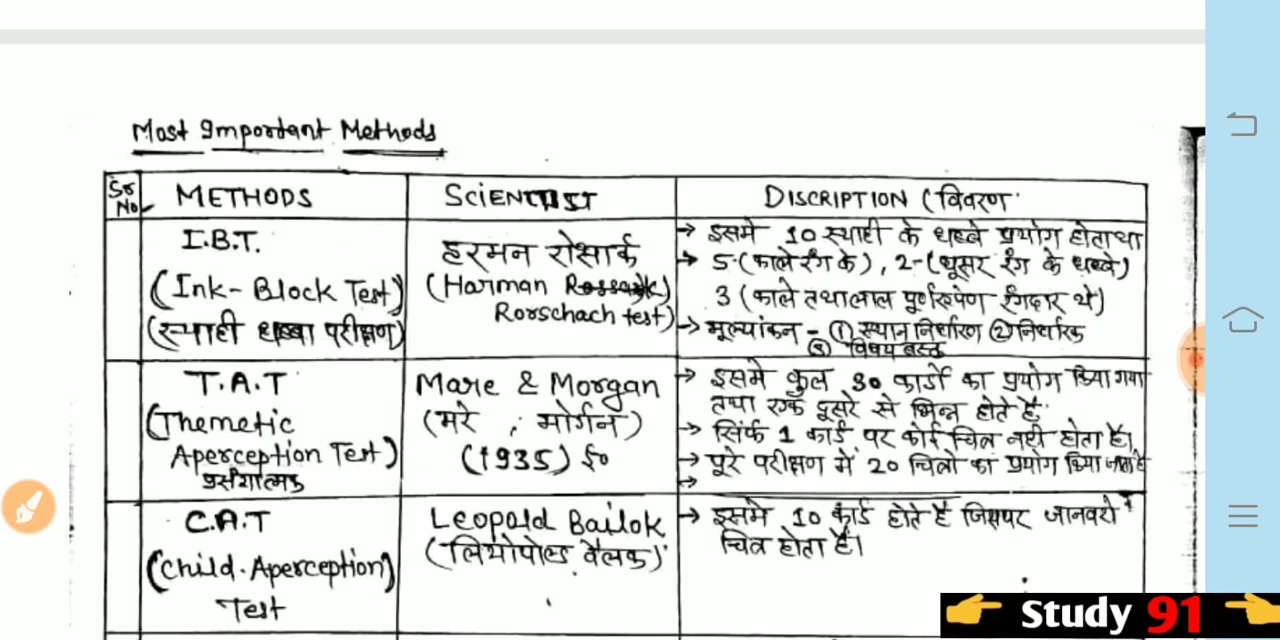 Most Important Methods
Sr No.
METHODS
SCIENTIST
DISCRIPTION (विवरण
I.B.T.
(Ink-Block Test)
(स्याही धब्बा परीक्षण)
हरमन रोसार्क
(Harman
Rorschach test)
→ इसमे 10 स्याही के धब्बे प्रयोग होता था
→ 5-(काले रंग के), 2-(धूसर रंग के धब्बे)
3 (काले तथा लाल पूर्णरुपेण रंगदार थे)
→ मूल्यांकन - (1) स्थान निर्धारण (2) निर्धारक
(3) विषय वस्तु
T.A.T
(Themetic
Aperception Test)
Mare & Morgan
(मरे , मोर्गन)
(1935) ई०
→ इसमे कुल 30 कार्डो का प्रयोग किया गया
तथा एक दूसरे से भिन्न होते है.
→ सिर्फ 1 कार्ड पर कोई चित्र नही होता है।
→ पूरे परीक्षण में 20 चित्रो का प्रयोग किया जाता है
→
C.A.T
(Child. Aperception)
Test
Leopald Bailok
(लियोपोल्ड वैलक)
→ इसमे 10 कार्ड होते है जिसपर जानवरो
चित्र होता है।
Study 91